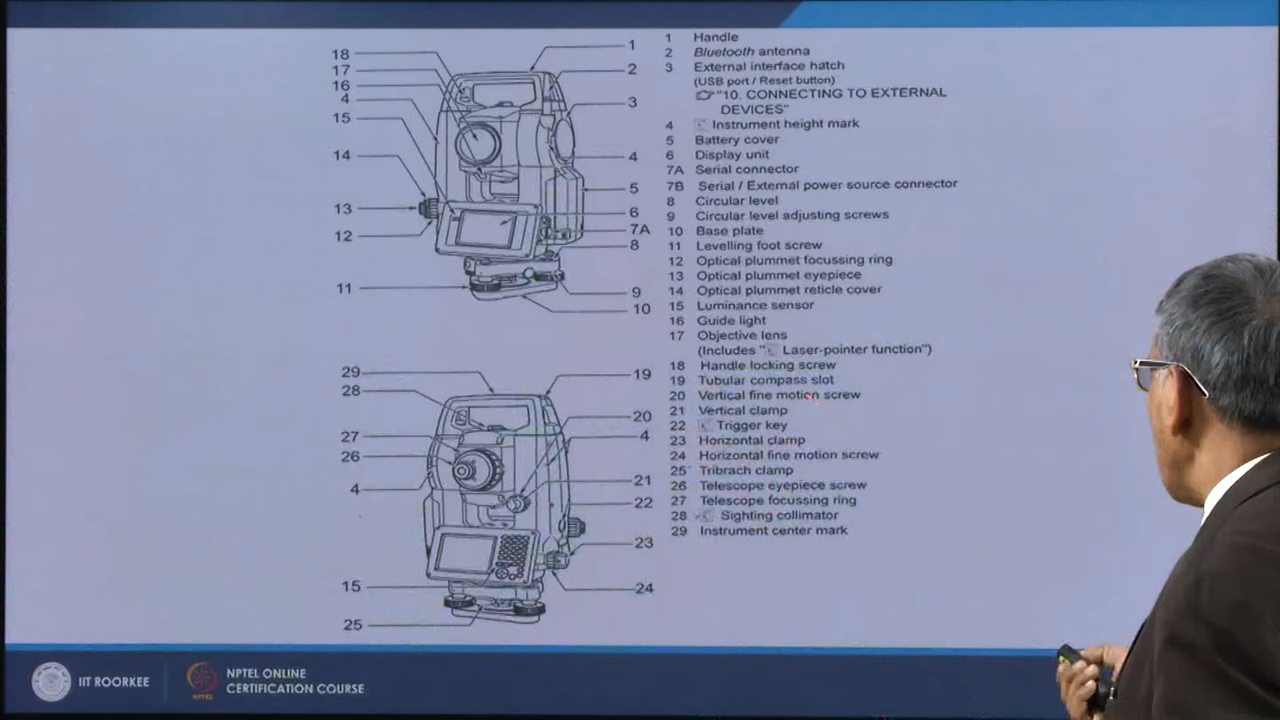 18
17
16
4
15
14
13
12
11
1
2
3
4
5
6
7A
8
9
10
29
28
27
26
4
15
25
19
20
4
21
22
23
24
1 Handle
2 Bluetooth antenna
3 External interface hatch
(USB port / Reset button)
"10. CONNECTING TO EXTERNAL
DEVICES"
4 Instrument height mark
5 Battery cover
6 Display unit
7A Serial connector
7B Serial / External power source connector
8 Circular level
9 Circular level adjusting screws
10 Base plate
11 Levelling foot screw
12 Optical plummet focussing ring
13 Optical plummet eyepiece
14 Optical plummet reticle cover
15 Luminance sensor
16 Guide light
17 Objective lens
(Includes " Laser-pointer function")
18 Handle locking screw
19 Tubular compass slot
20 Vertical fine motion screw
21 Vertical clamp
22 Trigger key
23 Horizontal clamp
24 Horizontal fine motion screw
25 Tribrach clamp
26 Telescope eyepiece screw
27 Telescope focussing ring
28 Sighting collimator
29 Instrument center mark
IIT ROORKEE
NPTEL ONLINE
CERTIFICATION COURSE